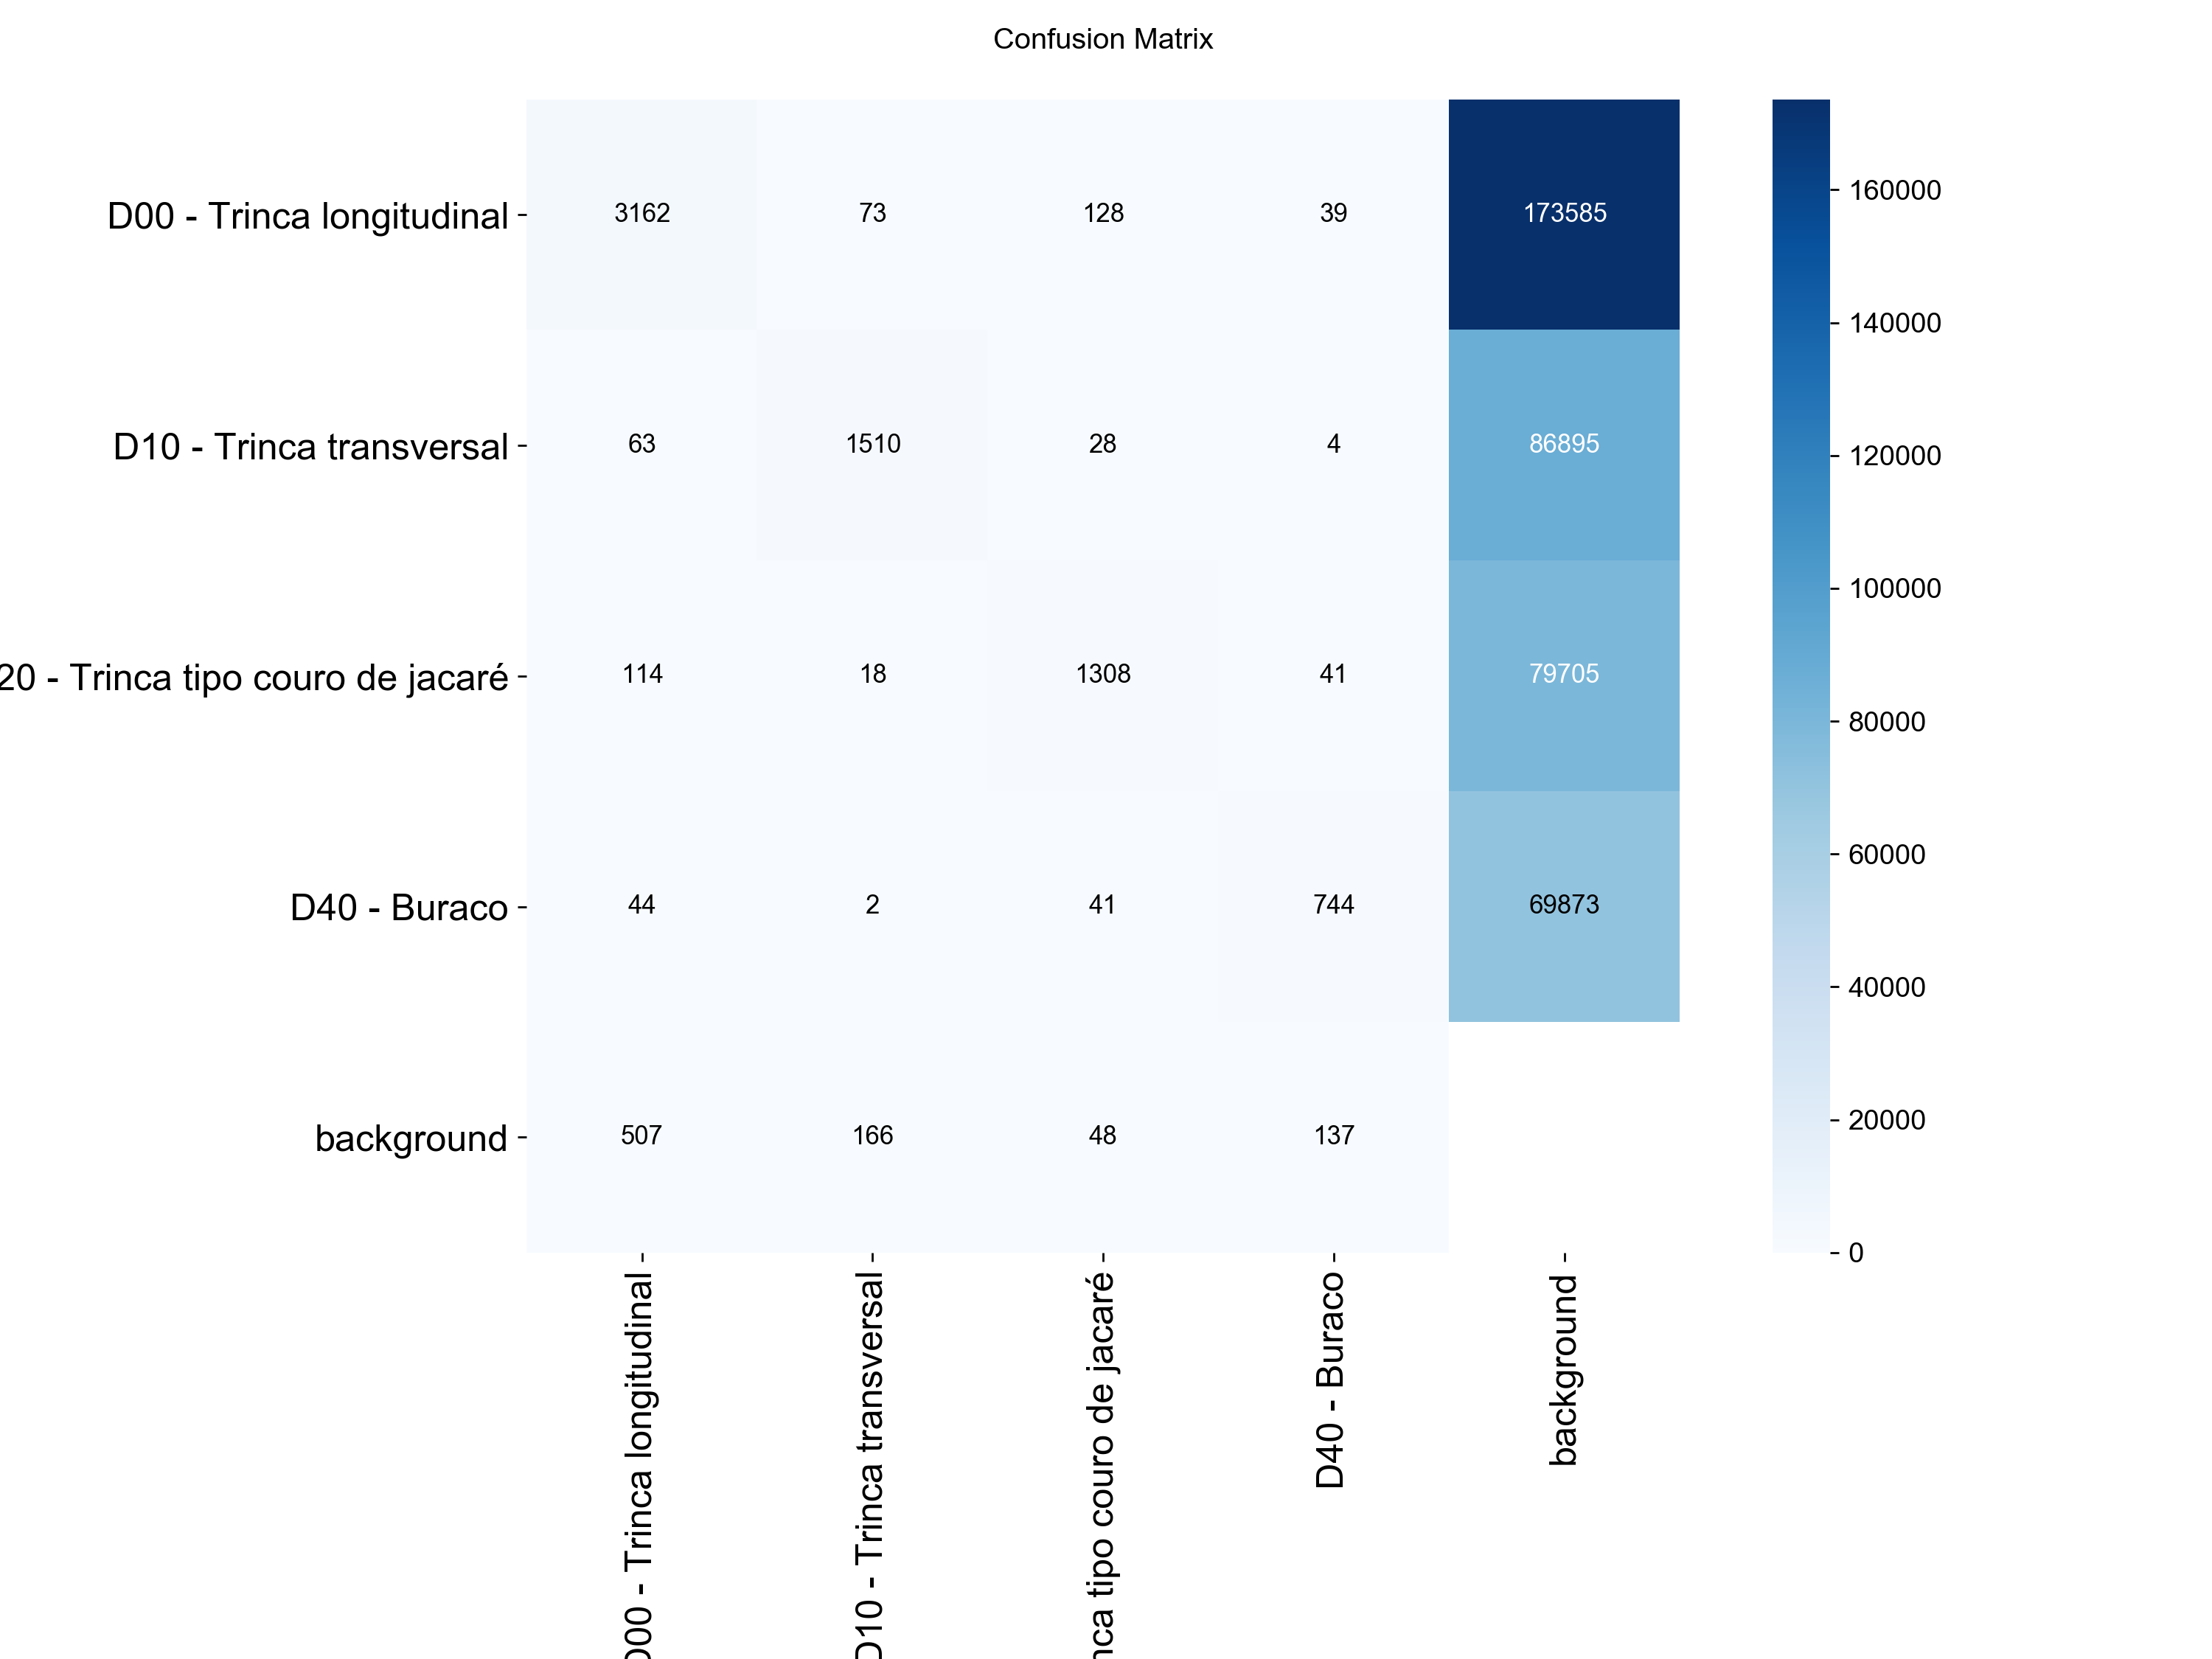 Confusion Matrix
D00 - Trinca longitudinal
3162 73 128 39 173585
D10 - Trinca transversal
63 1510 28 4 86895
20 - Trinca tipo couro de jacaré
114 18 1308 41 79705
D40 - Buraco
44 2 41 744 69873
background
507 166 48 137
D00 - Trinca longitudinal
D10 - Trinca transversal
tipo couro de jacaré
D40 - Buraco
background
160000
140000
120000
100000
80000
60000
40000
20000
0